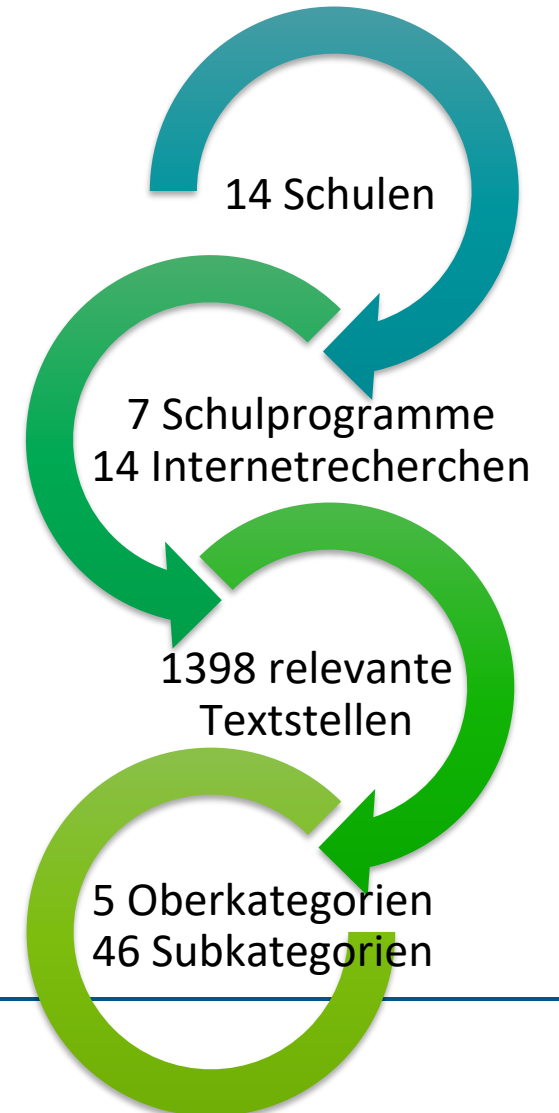 14 Schulen
7 Schulprogramme
14 Internetrecherchen
1398 relevante
Textstellen
5 Oberkategorien
46 Subkategorien